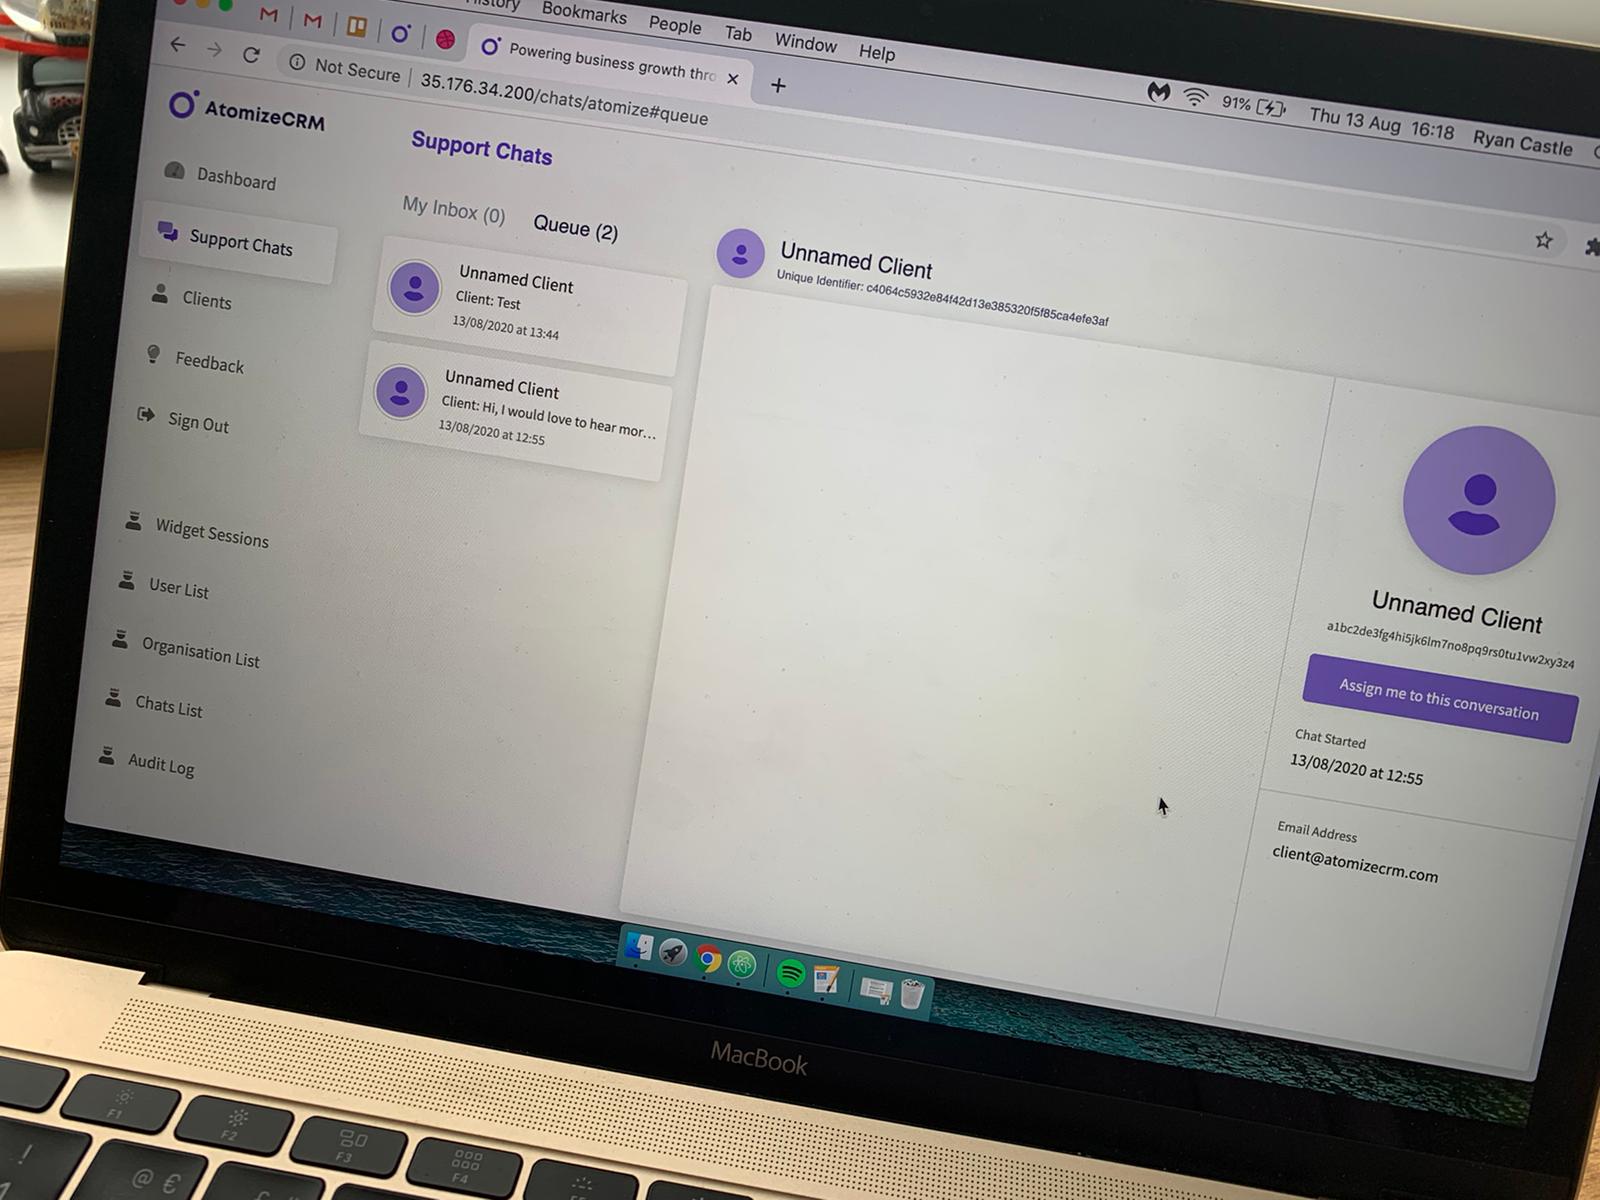 Bookmarks People Tab Window Help
91%
Thu 13 Aug 16:18 Ryan Castle
Powering business growth thro
Not Secure | 35.176.34.200/chats/atomize#queue
AtomizeCRM
Dashboard
Support Chats
Clients
Feedback
Sign Out
Widget Sessions
User List
Organisation List
Chats List
Audit Log
Support Chats
My Inbox (0) Queue (2)
Unnamed Client
Client: Test
13/08/2020 at 13:44
Unnamed Client
Client: Hi, I would love to hear mor...
13/08/2020 at 12:55
Unnamed Client
Unique Identifier: c4064c5932e84f42d13e385320f5f85ca4efe3af
Unnamed Client
a1bc2de3fg4hi5jk6lm7no8pq9rs0tu1vw2xy3z4
Assign me to this conversation
Chat Started
13/08/2020 at 12:55
Email Address
client@atomizecrm.com
MacBook
F1
F2
F3
F4
!
@ €